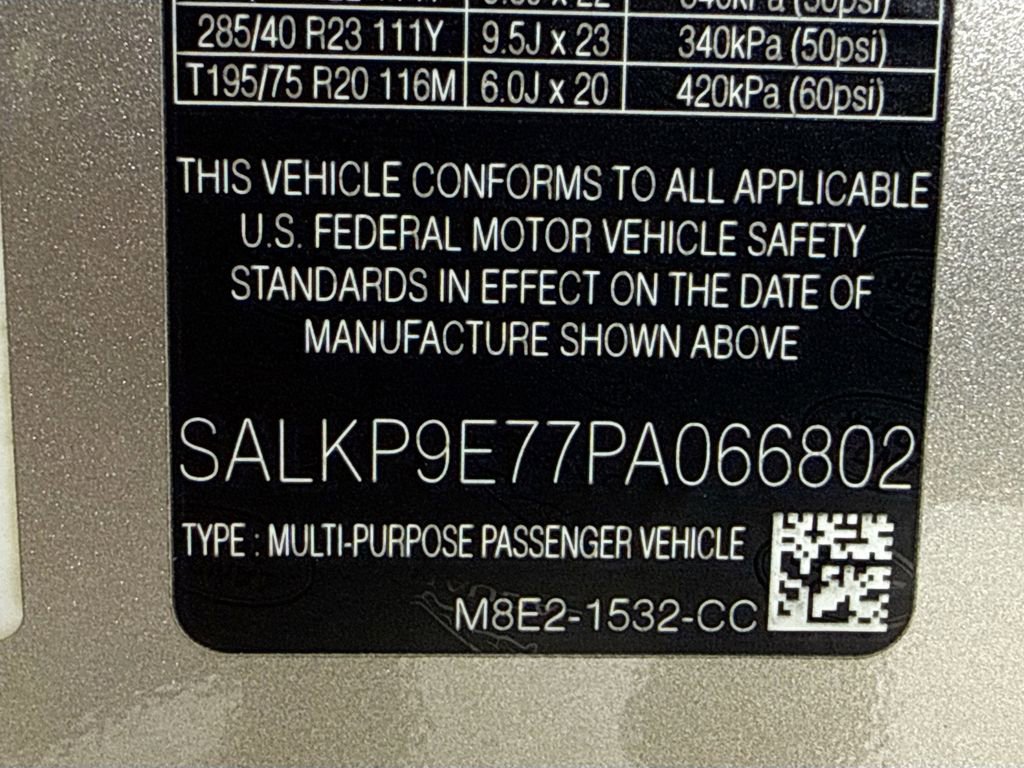 285/40 R23 111Y 9.5J x 23 340kPa (50psi)
T195/75 R20 116M 6.0J x 20 420kPa (60psi)
THIS VEHICLE CONFORMS TO ALL APPLICABLE
U.S. FEDERAL MOTOR VEHICLE SAFETY
STANDARDS IN EFFECT ON THE DATE OF
MANUFACTURE SHOWN ABOVE
SALKP9E77PA066802
TYPE : MULTI-PURPOSE PASSENGER VEHICLE
M8E2-1532-CC